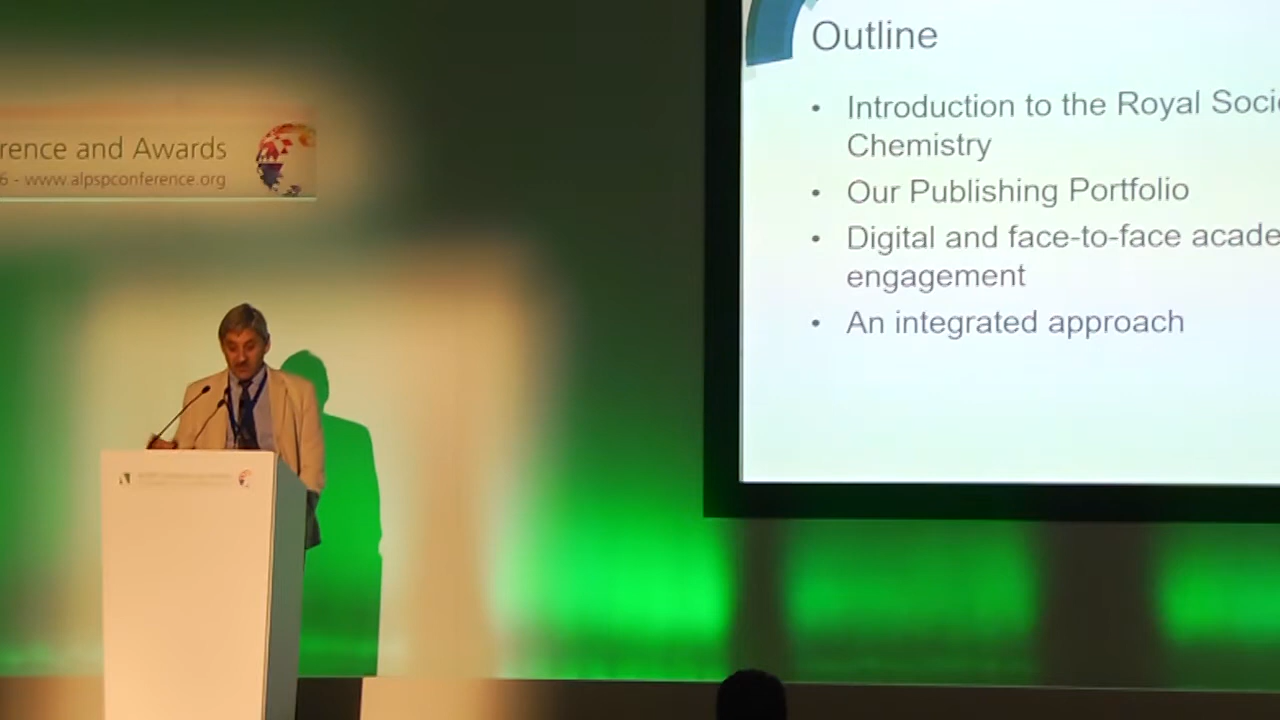 rence and Awards
6 - www.alpspconference.org
Outline
• Introduction to the Royal Soci
Chemistry
• Our Publishing Portfolio
• Digital and face-to-face acade
engagement
• An integrated approach